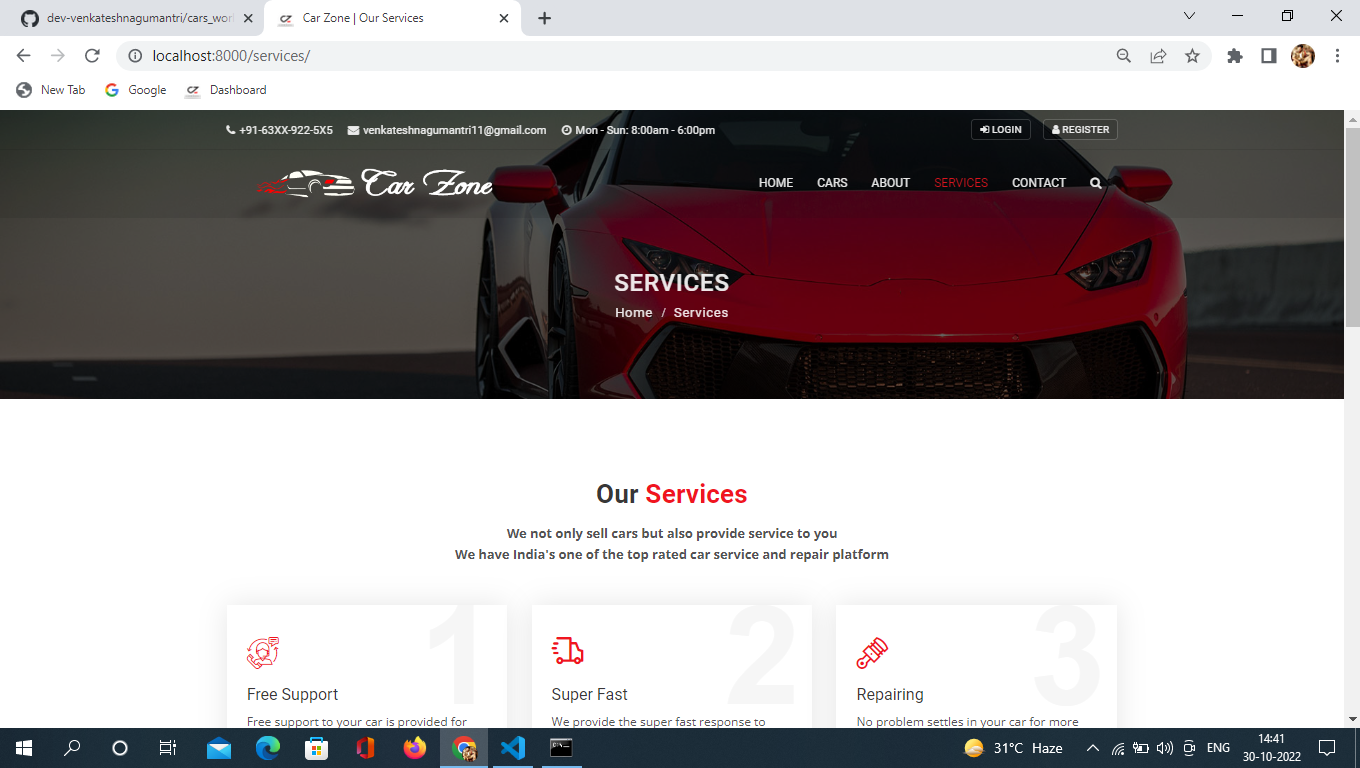 dev-venkateshnagumantri/cars_wor
Car Zone | Our Services
localhost:8000/services/
New Tab
Google
Dashboard
+91-63XX-922-5X5
venkateshnagumantri11@gmail.com
Mon - Sun: 8:00am - 6:00pm
LOGIN
REGISTER
Car Zone
HOME
CARS
ABOUT
SERVICES
CONTACT
SERVICES
Home / Services
Our Services
We not only sell cars but also provide service to you
We have India's one of the top rated car service and repair platform
1
Free Support
Free support to your car is provided for
2
Super Fast
We provide the super fast response to
3
Repairing
No problem settles in your car for more
31°C Haze
ENG
14:41
30-10-2022